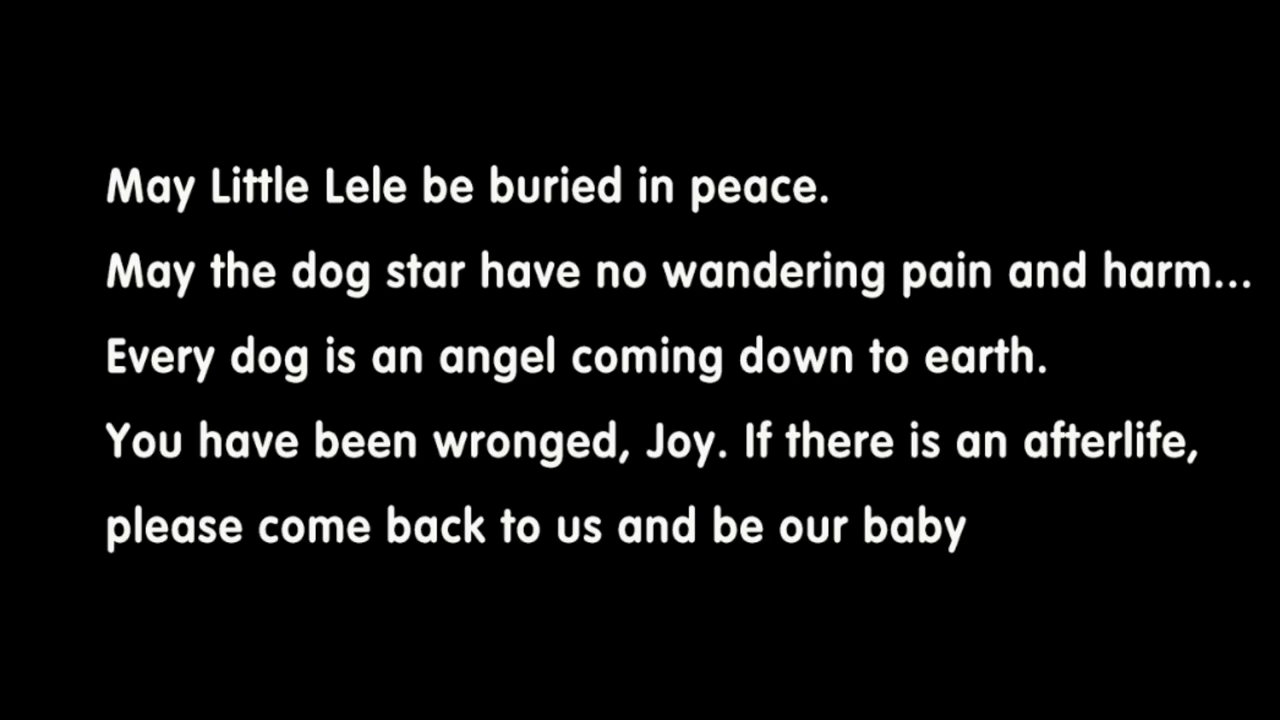 May Little Lele be buried in peace.
May the dog star have no wandering pain and harm...
Every dog is an angel coming down to earth.
You have been wronged, Joy. If there is an afterlife,
please come back to us and be our baby